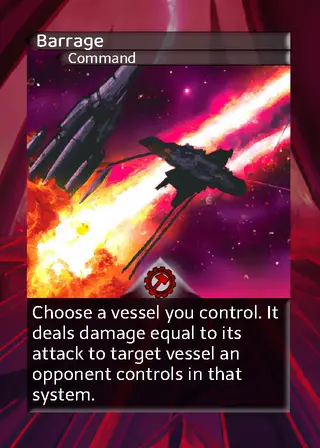 Barrage
Command
Choose a vessel you control. It
deals damage equal to its
attack to target vessel an
opponent controls in that
system.